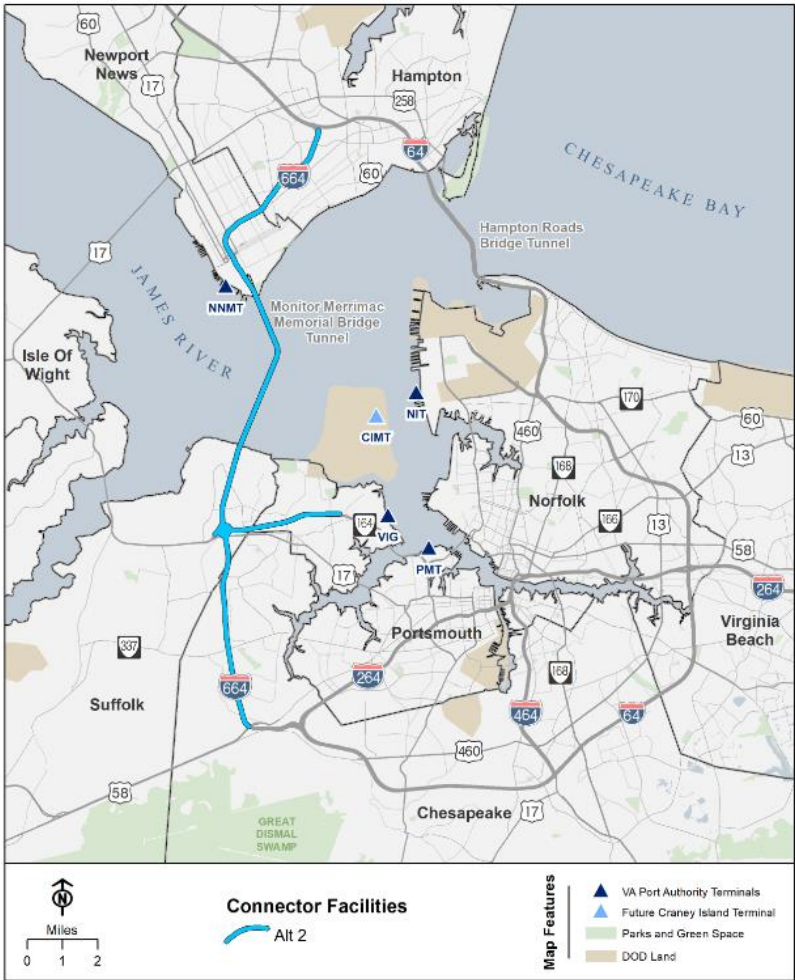 60
Newport
News
17
Hampton
258
64
664
60
CHESAPEAKE BAY
Hampton Roads
Bridge Tunnel
17
NNMT
Monitor Merrimac
Memorial Bridge
Tunnel
JAMES RIVER
Isle Of
Wight
NIT
CIMT
170
60
460
13
168
Norfolk
164
VIG
166
13
58
PMT
17
264
Virginia
Beach
Portsmouth
337
264
168
Suffolk
664
464
64
460
58
Chesapeake
17
GREAT
DISMAL
SWAMP
N
Miles
0 1 2
Connector Facilities
Alt 2
Map Features
VA Port Authority Terminals
Future Craney Island Terminal
Parks and Green Space
DOD Land